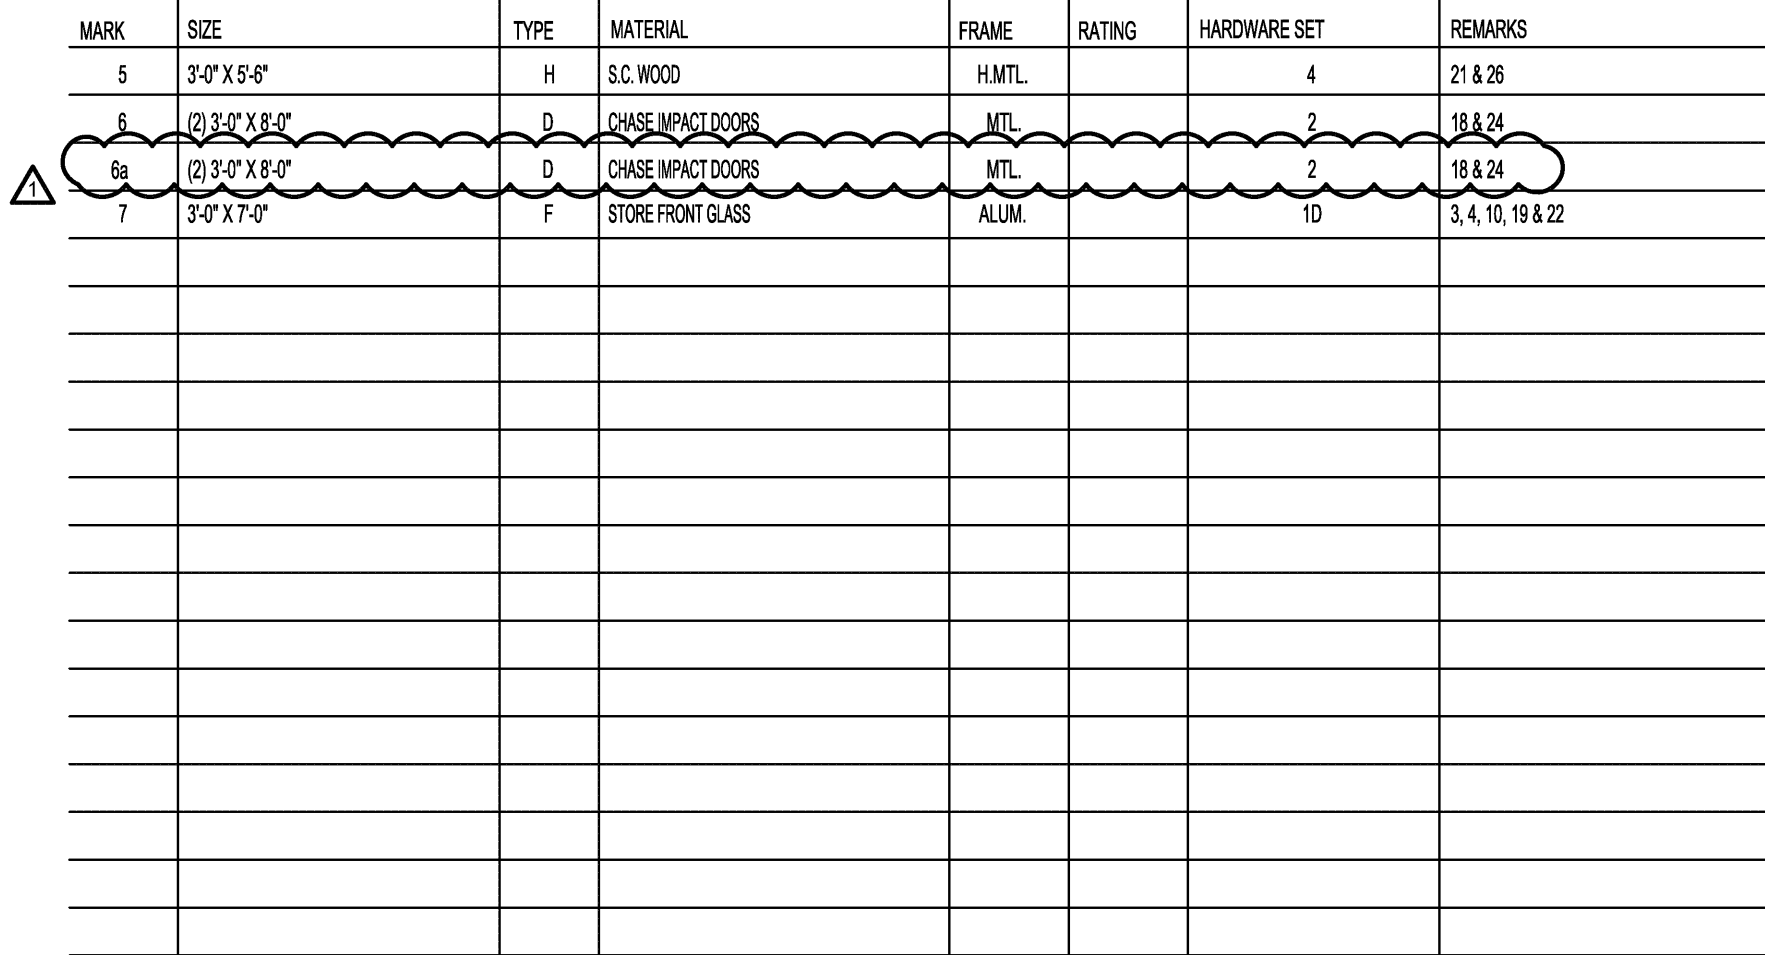 MARK SIZE TYPE MATERIAL FRAME RATING HARDWARE SET REMARKS
5 3'-0" X 5'-6" H S.C. WOOD H.MTL. 4 21 & 26
6 (2) 3'-0" X 8'-0" D CHASE IMPACT DOORS MTL. 2 18 & 24
1 6a (2) 3'-0" X 8'-0" D CHASE IMPACT DOORS MTL. 2 18 & 24
7 3'-0" X 7'-0" F STORE FRONT GLASS ALUM. 1D 3, 4, 10, 19 & 22